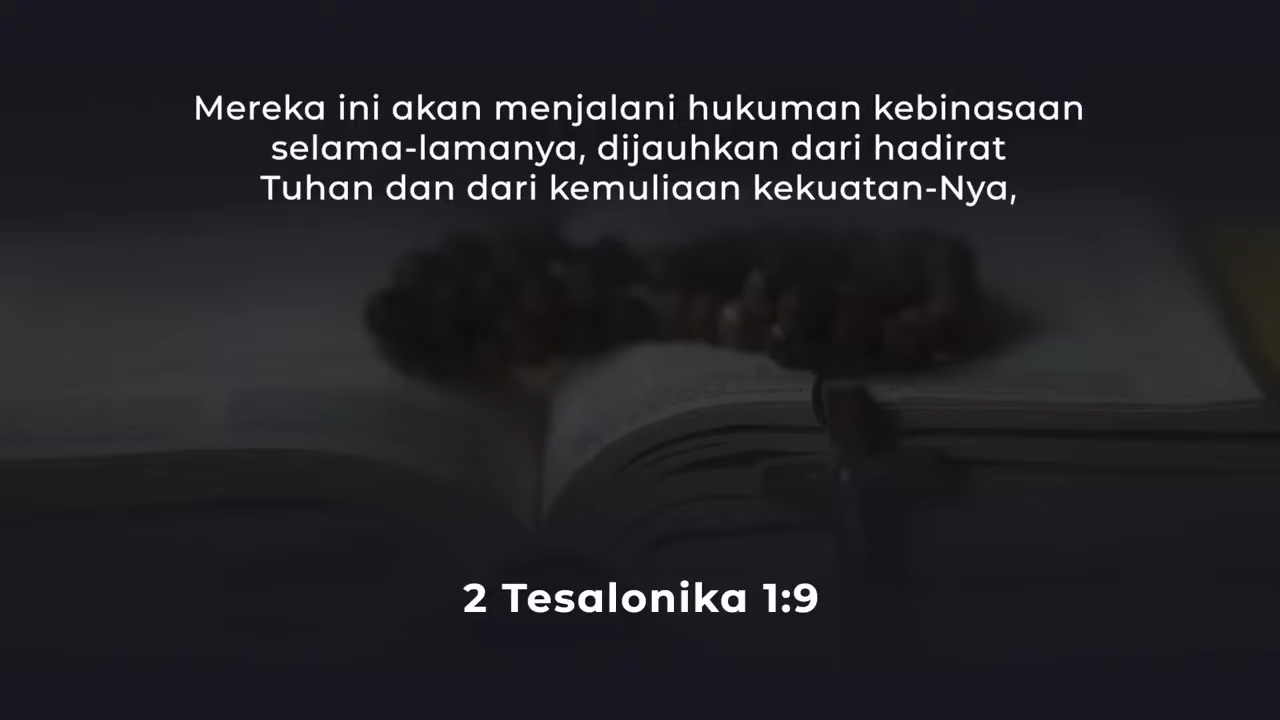 Mereka ini akan menjalani hukuman kebinasaan
selama-lamanya, dijauhkan dari hadirat
Tuhan dan dari kemuliaan kekuatan-Nya,
2 Tesalonika 1:9